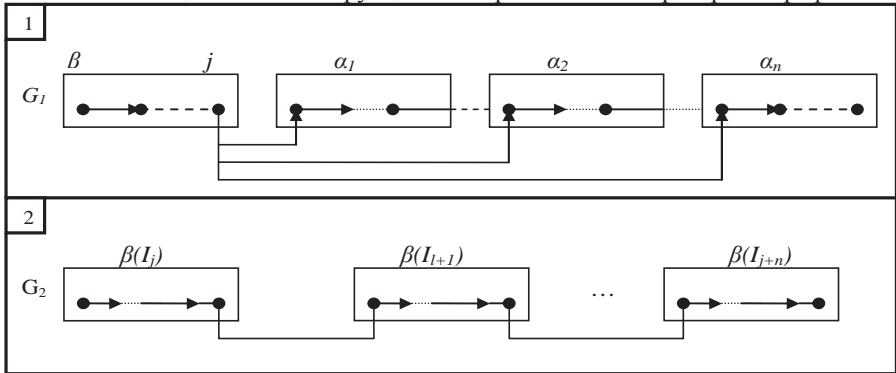 1
β j α₁ α₂ αₙ
G₁
2
β(Iⱼ) β(Iₗ₊₁) β(Iⱼ₊ₙ)
G₂ …